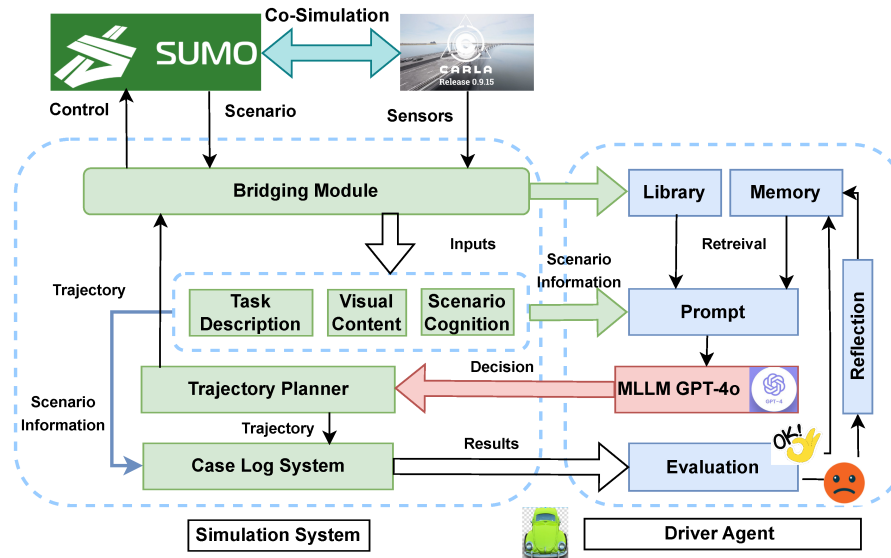 Co-Simulation
SUMO
CARLA
Release 0.9.15
Control
Scenario
Sensors
Bridging Module
Library
Memory
Inputs
Retreival
Scenario
Information
Trajectory
Task
Description
Visual
Content
Scenario
Cognition
Prompt
Reflection
Decision
Trajectory Planner
MLLM GPT-4o
GPT-4
Scenario
Information
Trajectory
Results
OK!
Case Log System
Evaluation
Simulation System
Driver Agent